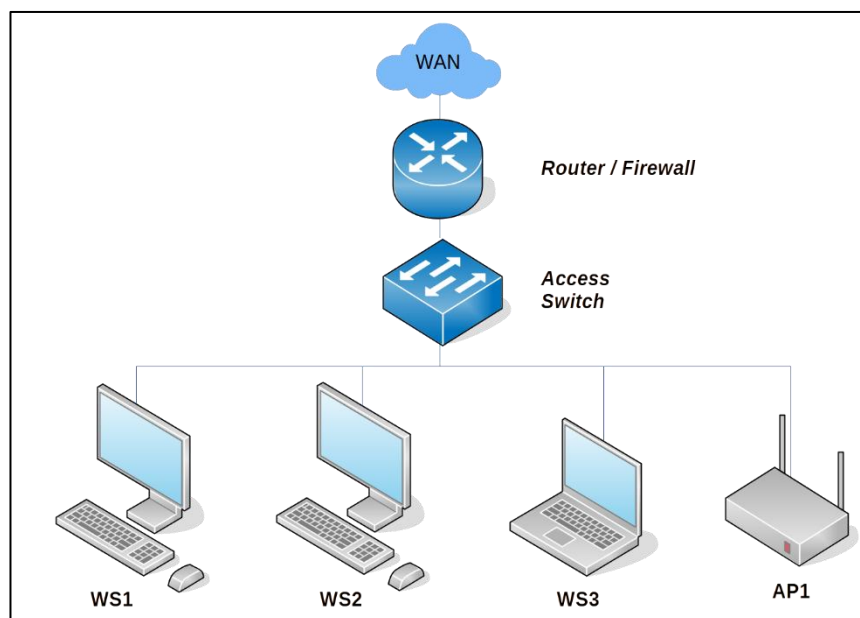 WAN
Router / Firewall
Access
Switch
WS1
WS2
WS3
AP1